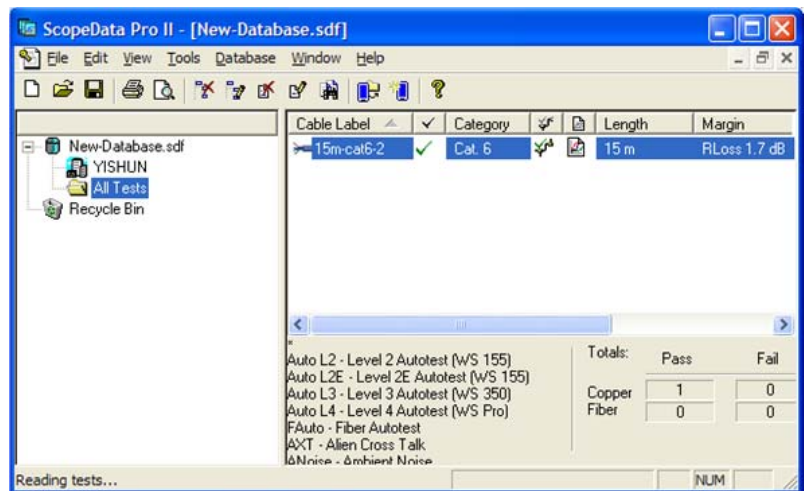 ScopeData Pro II - [New-Database.sdf]
File Edit View Tools Database Window Help
Cable Label Category Length Margin
New-Database.sdf
YISHUN
All Tests
Recycle Bin
15m-cat6-2 Cat. 6 15 m RLoss 1.7 dB
*
Auto L2 - Level 2 Autotest (WS 155)
Auto L2E - Level 2E Autotest (WS 155)
Auto L3 - Level 3 Autotest (WS 350)
Auto L4 - Level 4 Autotest (WS Pro)
FAuto - Fiber Autotest
AXT - Alien Cross Talk
ANoise - Ambient Noise
Totals: Pass Fail
Copper 1 0
Fiber 0 0
Reading tests... NUM